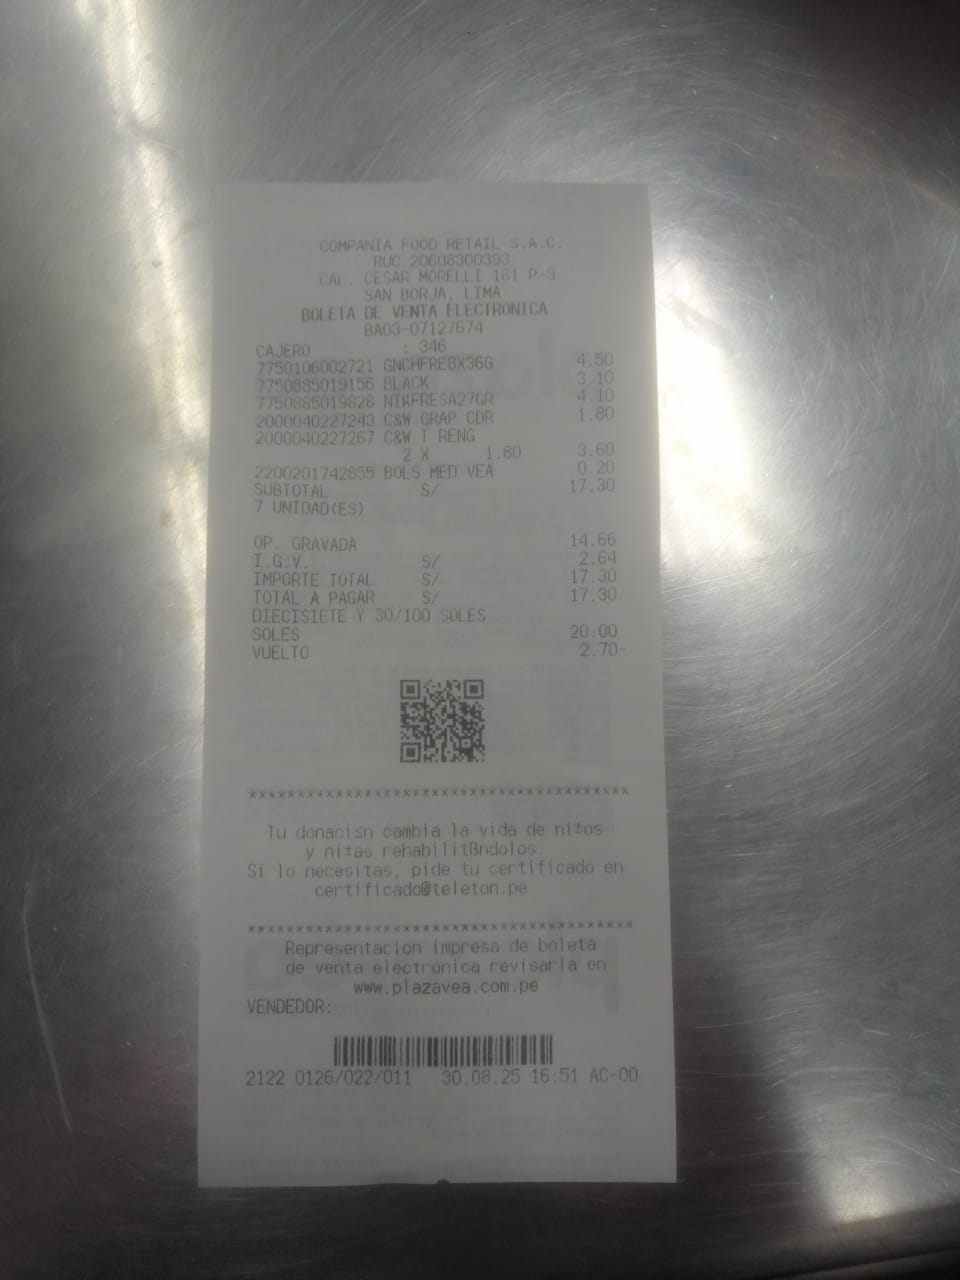 COMPANIA FOOD RETAIL S.A.C.
RUC 20608300393
CAL. CESAR MORELLI 181 P-3
SAN BORJA, LIMA
BOLETA DE VENTA ELECTRONICA
BA03-07127674
CAJERO : 346
7750106002721 GNCHFRE8X36G 4.50
7750885019156 BLACK 3.10
7750885019828 NIKFRESA27GR 4.10
2000040227243 C&W GRAP CDR 1.80
2000040227267 C&W T RENG
2 X 1.80 3.60
2200201742855 BOLS MED VEA 0.20
SUBTOTAL S/ 17.30
7 UNIDAD(ES)
OP. GRAVADA 14.66
I.G.V. S/ 2.64
IMPORTE TOTAL S/ 17.30
TOTAL A PAGAR S/ 17.30
DIECISIETE Y 30/100 SOLES
SOLES 20.00
VUELTO 2.70-
***************************************
Tu donaci±n cambia la vida de ni±os
y ni±as rehabilitßndolos.
Si lo necesitas, pide tu certificado en
certificado@teleton.pe
***************************************
Representacion impresa de boleta
de venta electronica revisarla en
www.plazavea.com.pe
VENDEDOR:
2122 0126/022/011 30.08.25 16:51 AC-00